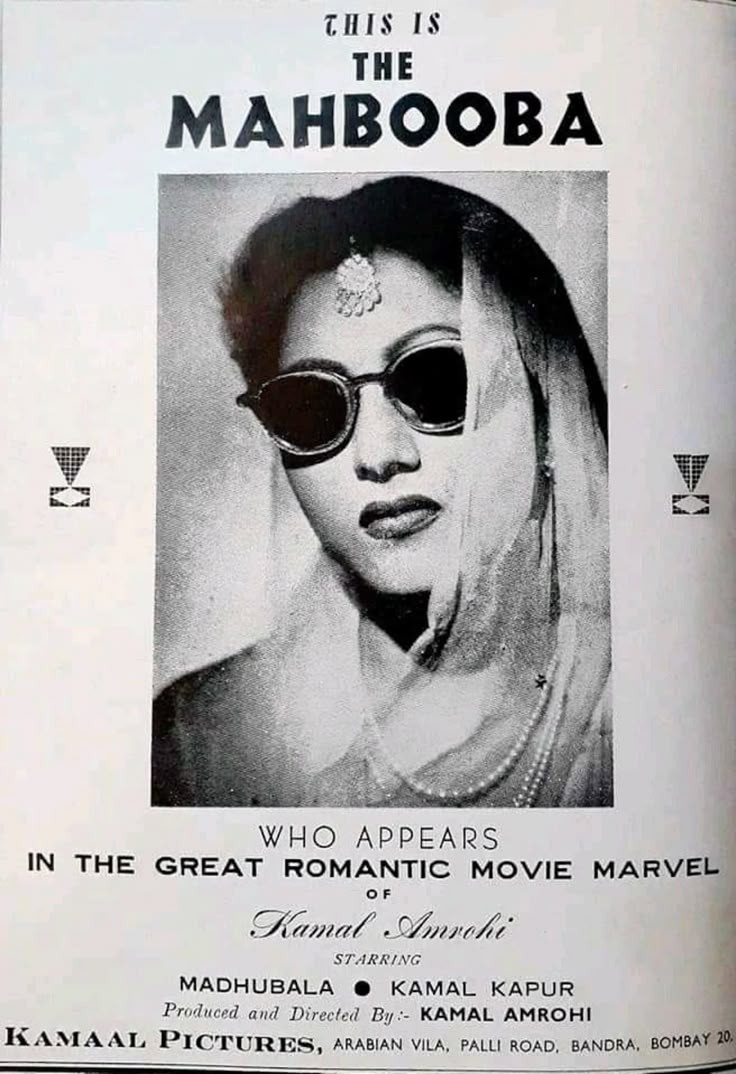 THIS IS
THE
MAHBOOBA
WHO APPEARS
IN THE GREAT ROMANTIC MOVIE MARVEL
OF
Kamal Amrohi
STARRING
MADHUBALA ● KAMAL KAPUR
Produced and Directed By:- KAMAL AMROHI
KAMAAL PICTURES, ARABIAN VILA, PALLI ROAD, BANDRA, BOMBAY 20.